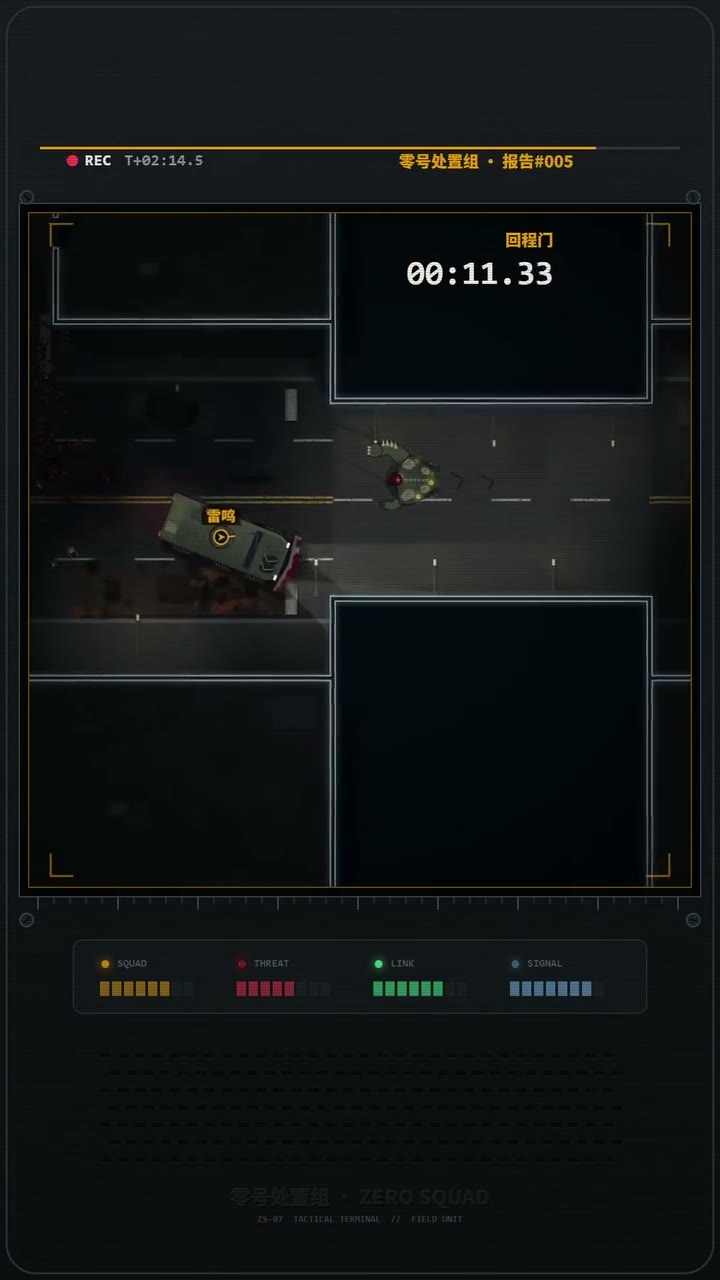 REC T+02:14.5 零号处置组 • 报告#005
回程门
00:11.33
雷鸣
SQUAD THREAT LINK SIGNAL
零号处置组 • ZERO SQUAD
ZS-07 TACTICAL TERMINAL // FIELD UNIT